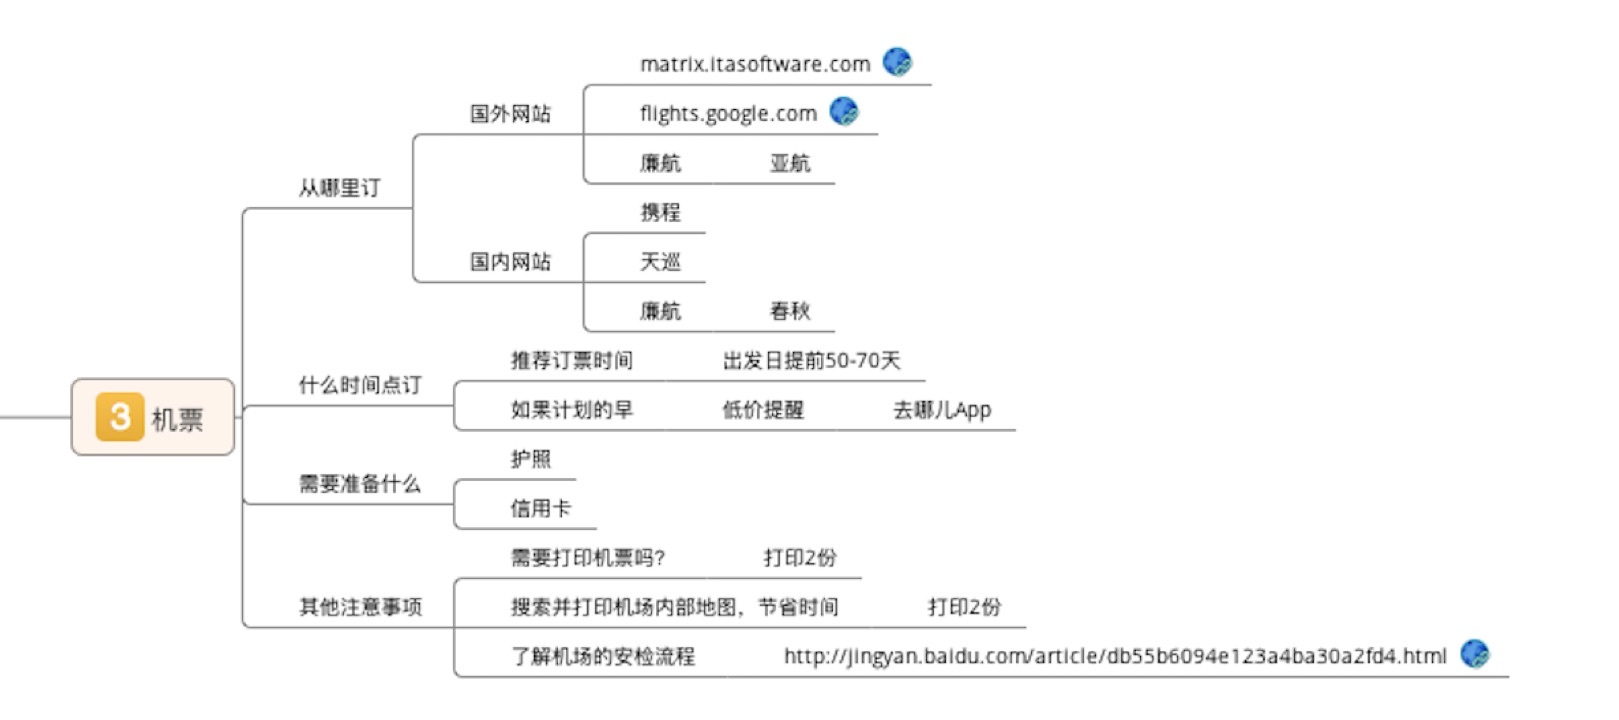 matrix.itasoftware.com
国外网站
flights.google.com
廉航 亚航
从哪里订
携程
国内网站
天巡
廉航 春秋
推荐订票时间 出发日提前50-70天
什么时间点订
如果计划的早 低价提醒 去哪儿App
3 机票
护照
需要准备什么
信用卡
需要打印机票吗? 打印2份
其他注意事项
搜索并打印机场内部地图，节省时间 打印2份
了解机场的安检流程 http://jingyan.baidu.com/article/db55b6094e123a4ba30a2fd4.html